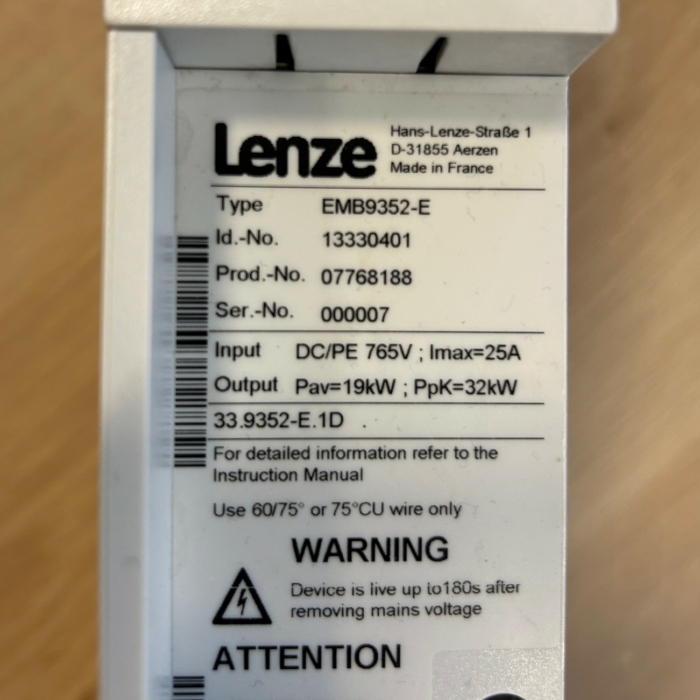 Lenze
Hans-Lenze-Straße 1
D-31855 Aerzen
Made in France
Type EMB9352-E
Id.-No. 13330401
Prod.-No. 07768188
Ser.-No. 000007
Input DC/PE 765V ; Imax=25A
Output Pav=19kW ; PpK=32kW
33.9352-E.1D .
For detailed information refer to the
Instruction Manual
Use 60/75° or 75°CU wire only
WARNING
Device is live up to180s after
removing mains voltage
ATTENTION